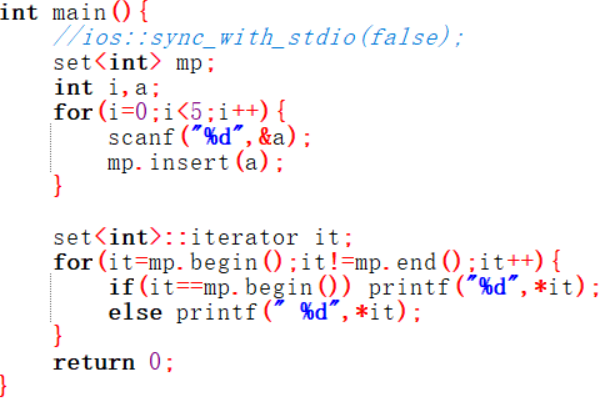 int main(){
    //ios::sync_with_stdio(false);
    set<int> mp;
    int i,a;
    for(i=0;i<5;i++){
        scanf("%d",&a);
        mp.insert(a);
    }

    set<int>::iterator it;
    for(it=mp.begin();it!=mp.end();it++){
        if(it==mp.begin()) printf("%d",*it);
        else printf(" %d",*it);
    }
    return 0;
}